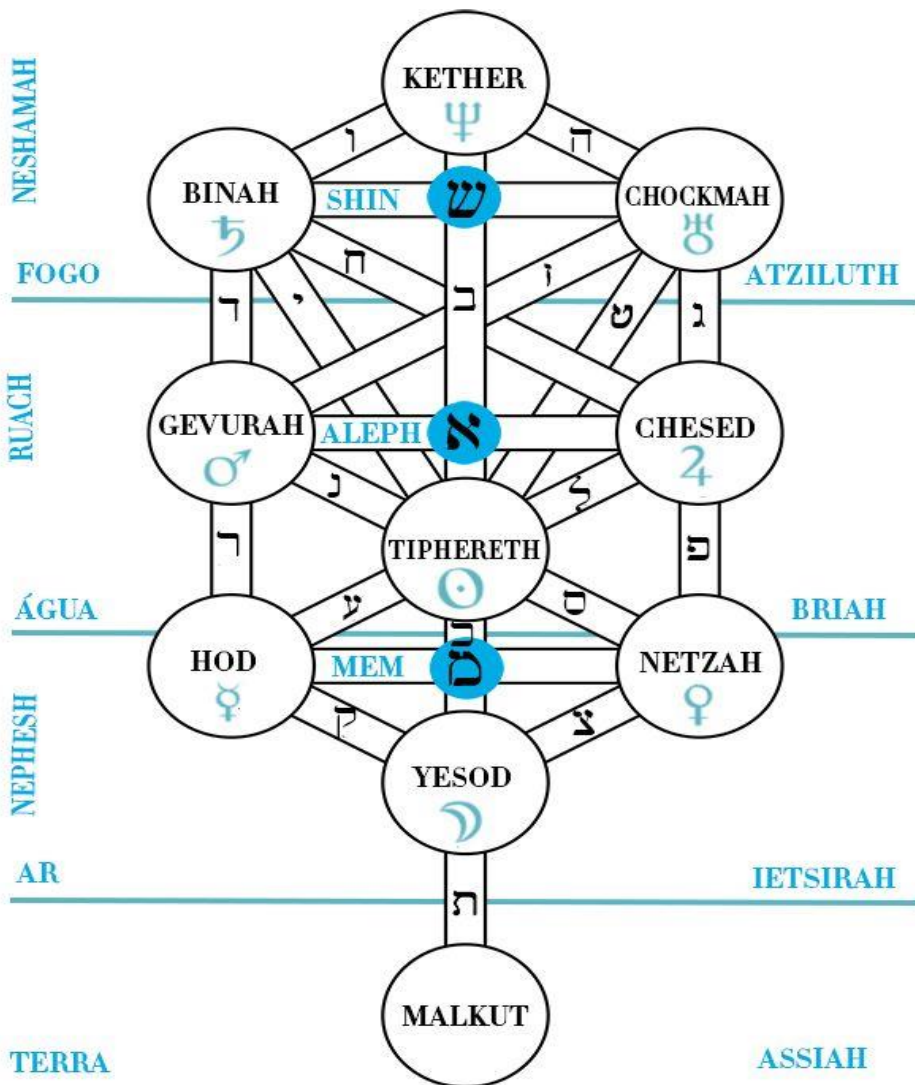 KETHER
NESHAMAH
ו
ה
BINAH
SHIN
ש
CHOCKMAH
ח
FOGO
ATZILUTH
ד
י
ב
ז
ט
ג
RUACH
GEVURAH
ALEPH
א
CHESED
נ
ל
ר
TIPHERETH
פ
ÁGUA
ע
ס
BRIAH
HOD
MEM
מ
NETZAH
ק
צ
NEPHESH
YESOD
AR
ת
IETSIRAH
MALKUT
TERRA
ASSIAH